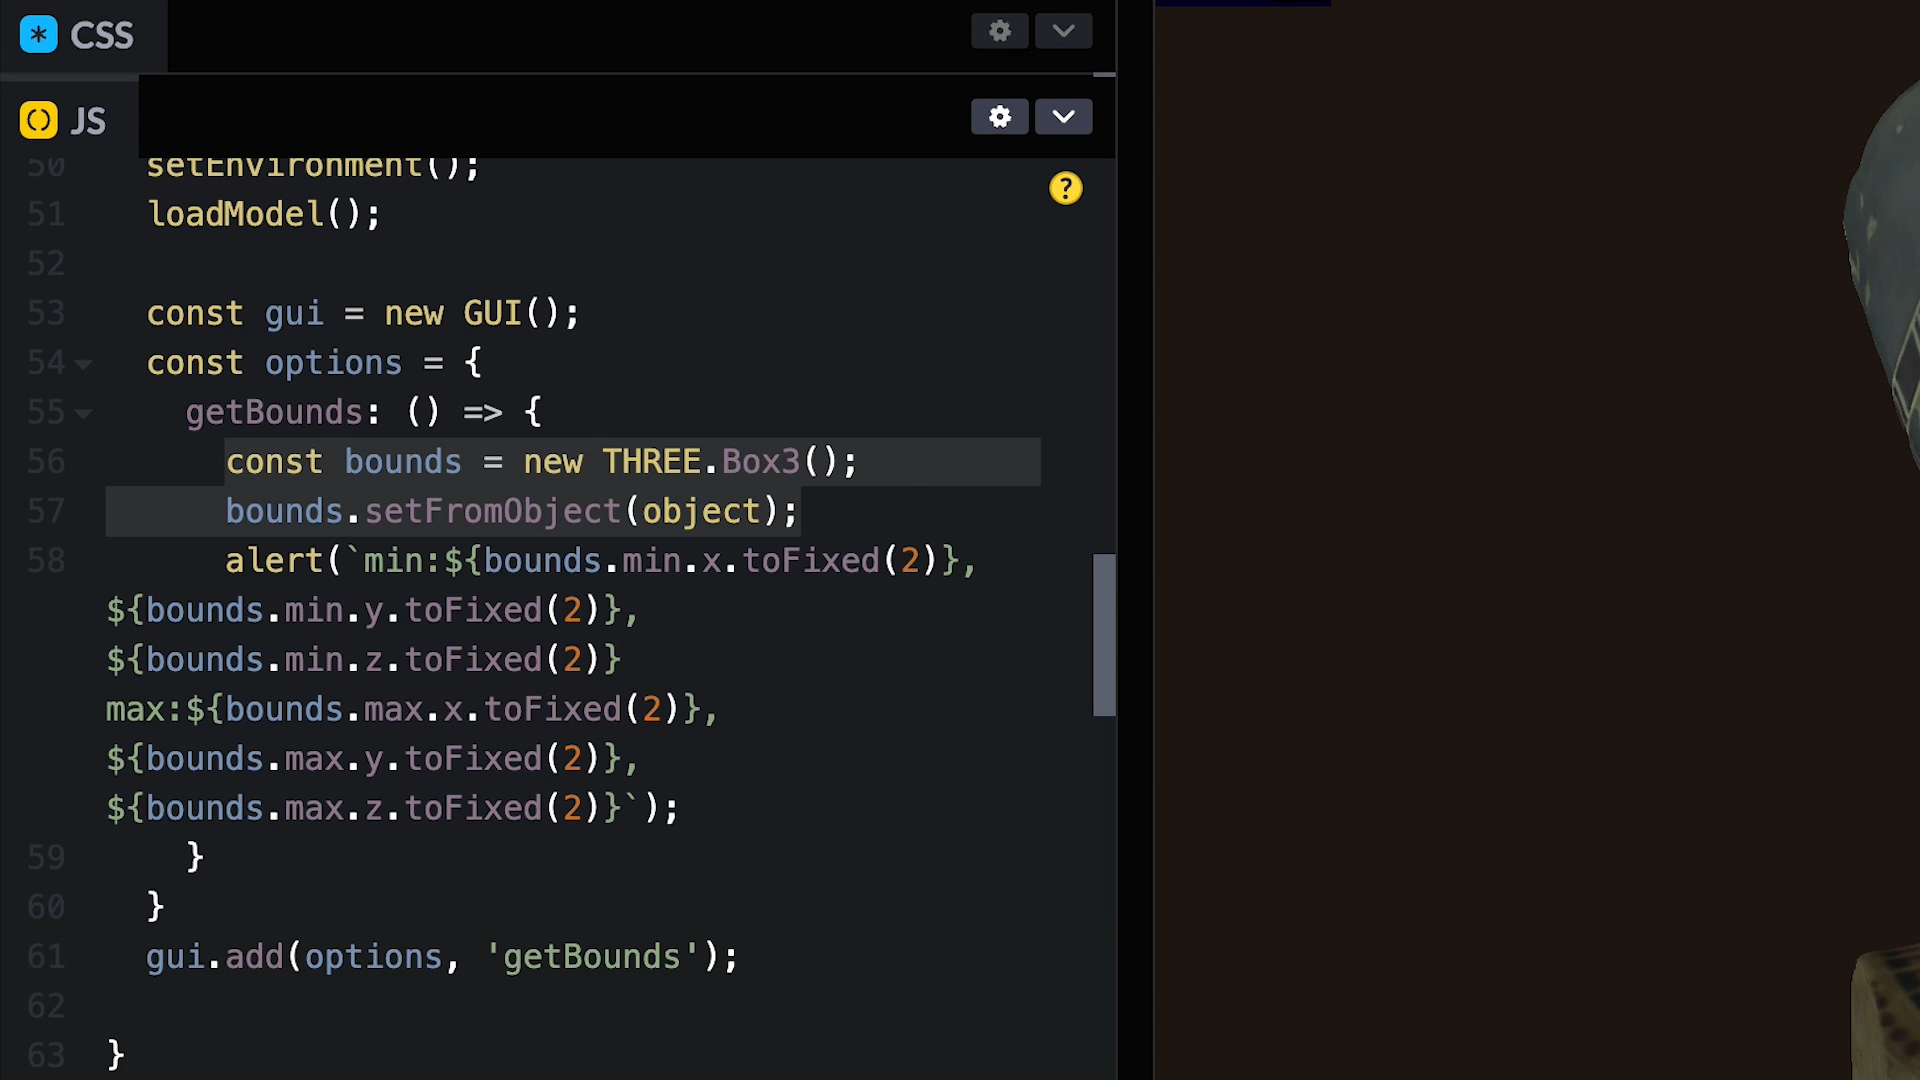 CSS
JS
50 setEnvironment();
51 loadModel();
52
53 const gui = new GUI();
54 const options = {
55 getBounds: () => {
56 const bounds = new THREE.Box3();
57 bounds.setFromObject(object);
58 alert(`min:${bounds.min.x.toFixed(2)},
${bounds.min.y.toFixed(2)},
${bounds.min.z.toFixed(2)}
max:${bounds.max.x.toFixed(2)},
${bounds.max.y.toFixed(2)},
${bounds.max.z.toFixed(2)}`);
59 }
60 }
61 gui.add(options, 'getBounds');
62
63 }
?